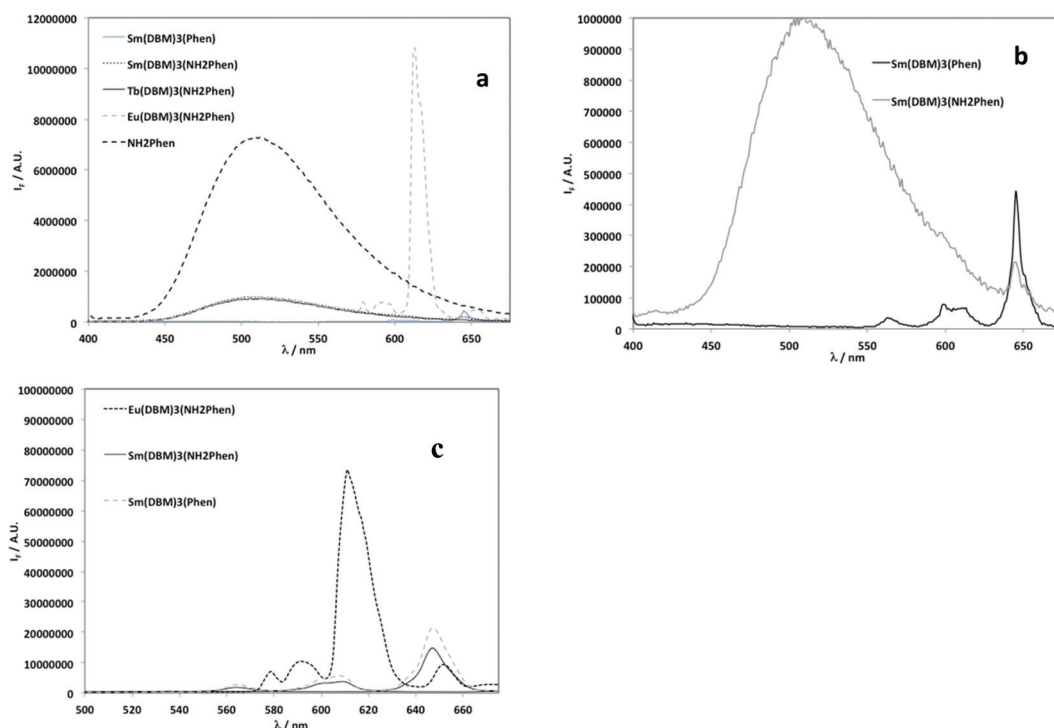 12000000
10000000
8000000
6000000
4000000
2000000
0
I_F / A.U.
400 450 500 550 600 650
λ / nm
Sm(DBM)3(Phen)
Sm(DBM)3(NH2Phen)
Tb(DBM)3(NH2Phen)
Eu(DBM)3(NH2Phen)
NH2Phen
a
1000000
900000
800000
700000
600000
500000
400000
300000
200000
100000
0
I_F / A.U.
400 450 500 550 600 650
λ / nm
Sm(DBM)3(Phen)
Sm(DBM)3(NH2Phen)
b
100000000
90000000
80000000
70000000
60000000
50000000
40000000
30000000
20000000
10000000
0
I_F / A.U.
500 520 540 560 580 600 620 640 660
λ / nm
Eu(DBM)3(NH2Phen)
Sm(DBM)3(NH2Phen)
Sm(DBM)3(Phen)
c